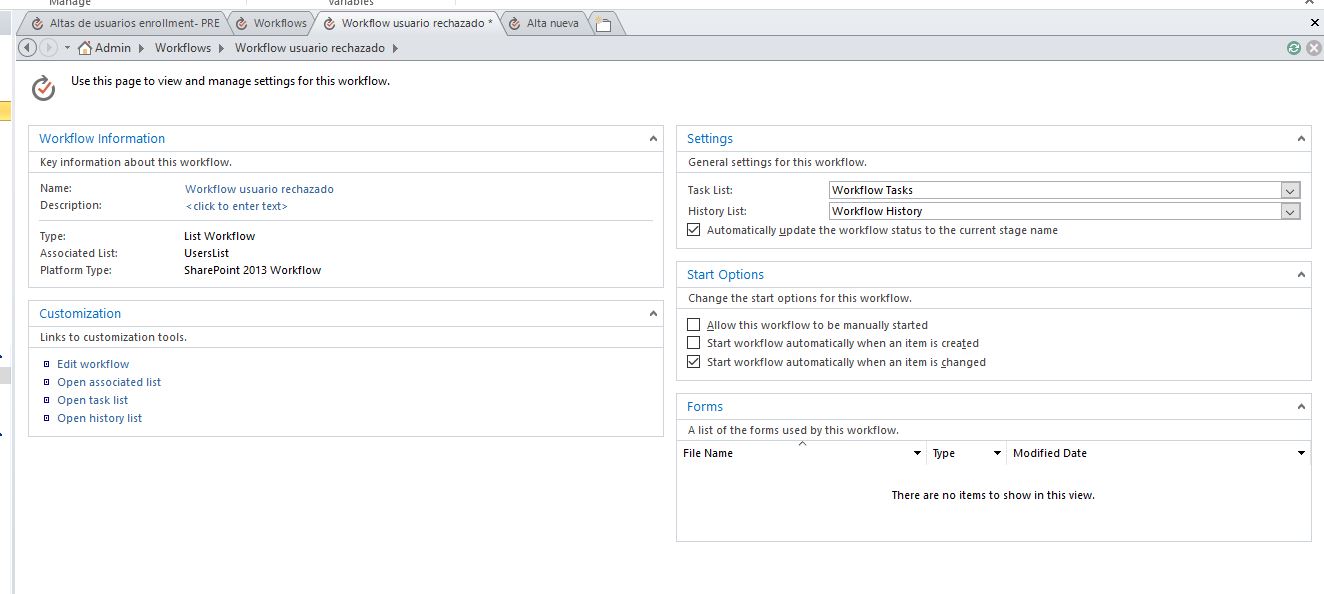 Manage
Variables
Altas de usuarios enrollment- PRE
Workflows
Workflow usuario rechazado *
Alta nueva
Admin
Workflows
Workflow usuario rechazado
Use this page to view and manage settings for this workflow.
Workflow Information
Key information about this workflow.
Name: Workflow usuario rechazado
Description: <click to enter text>
Type: List Workflow
Associated List: UsersList
Platform Type: SharePoint 2013 Workflow
Customization
Links to customization tools.
Edit workflow
Open associated list
Open task list
Open history list
Settings
General settings for this workflow.
Task List: Workflow Tasks
History List: Workflow History
Automatically update the workflow status to the current stage name
Start Options
Change the start options for this workflow.
Allow this workflow to be manually started
Start workflow automatically when an item is created
Start workflow automatically when an item is changed
Forms
A list of the forms used by this workflow.
File Name Type Modified Date
There are no items to show in this view.